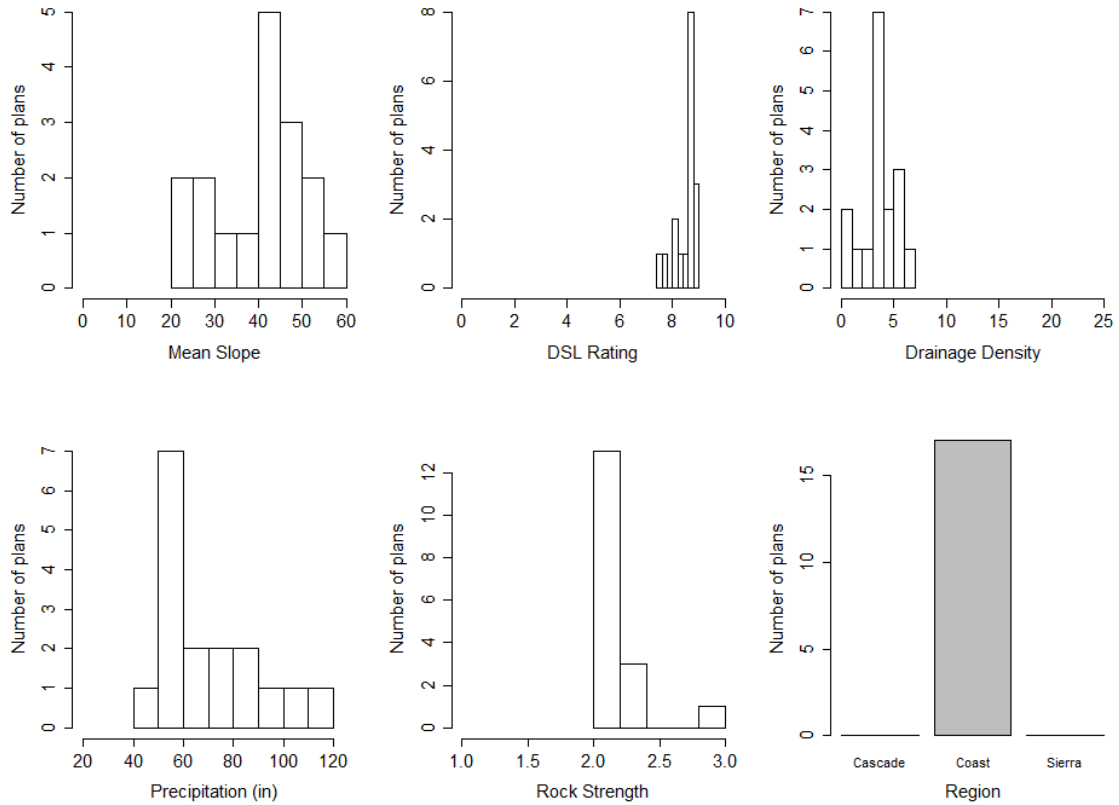 Number of plans
0 1 2 3 4 5
0 10 20 30 40 50 60
Mean Slope
Number of plans
0 2 4 6 8
0 2 4 6 8 10
DSL Rating
Number of plans
0 1 2 3 4 5 6 7
0 5 10 15 20 25
Drainage Density
Number of plans
0 1 2 3 4 5 6 7
20 40 60 80 100 120
Precipitation (in)
Number of plans
0 2 4 6 8 10 12
1.0 1.5 2.0 2.5 3.0
Rock Strength
Number of plans
0 5 10 15
Cascade Coast Sierra
Region